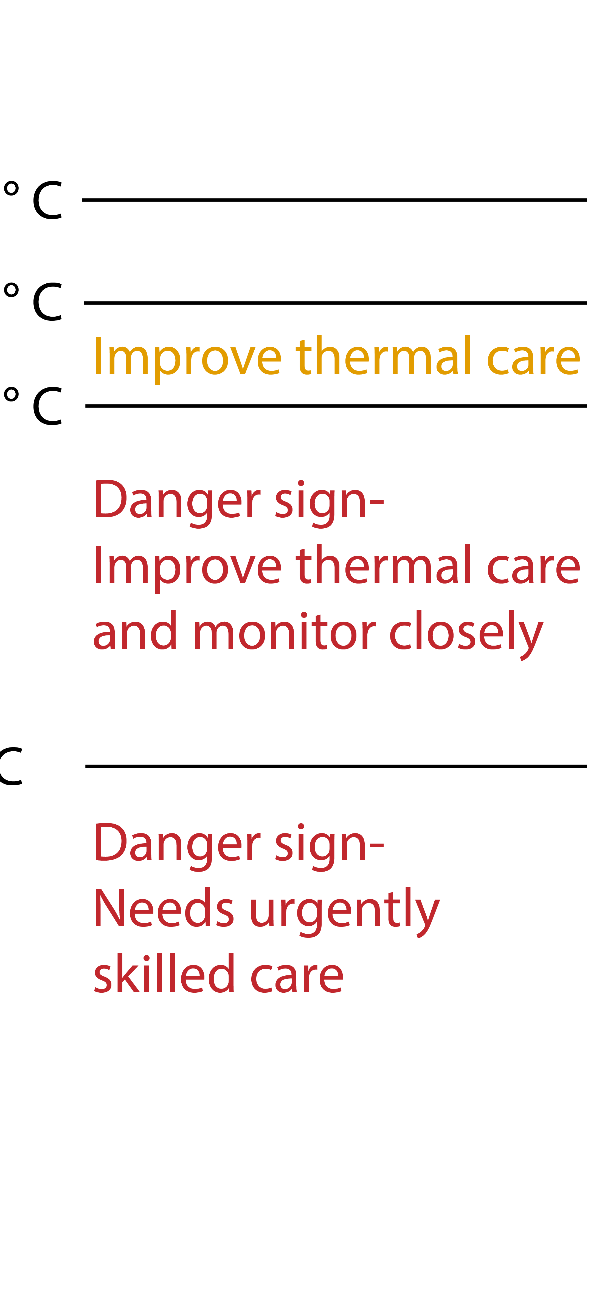 ° C
° C
Improve thermal care
° C
Danger sign-
Improve thermal care
and monitor closely
C
Danger sign-
Needs urgently
skilled care